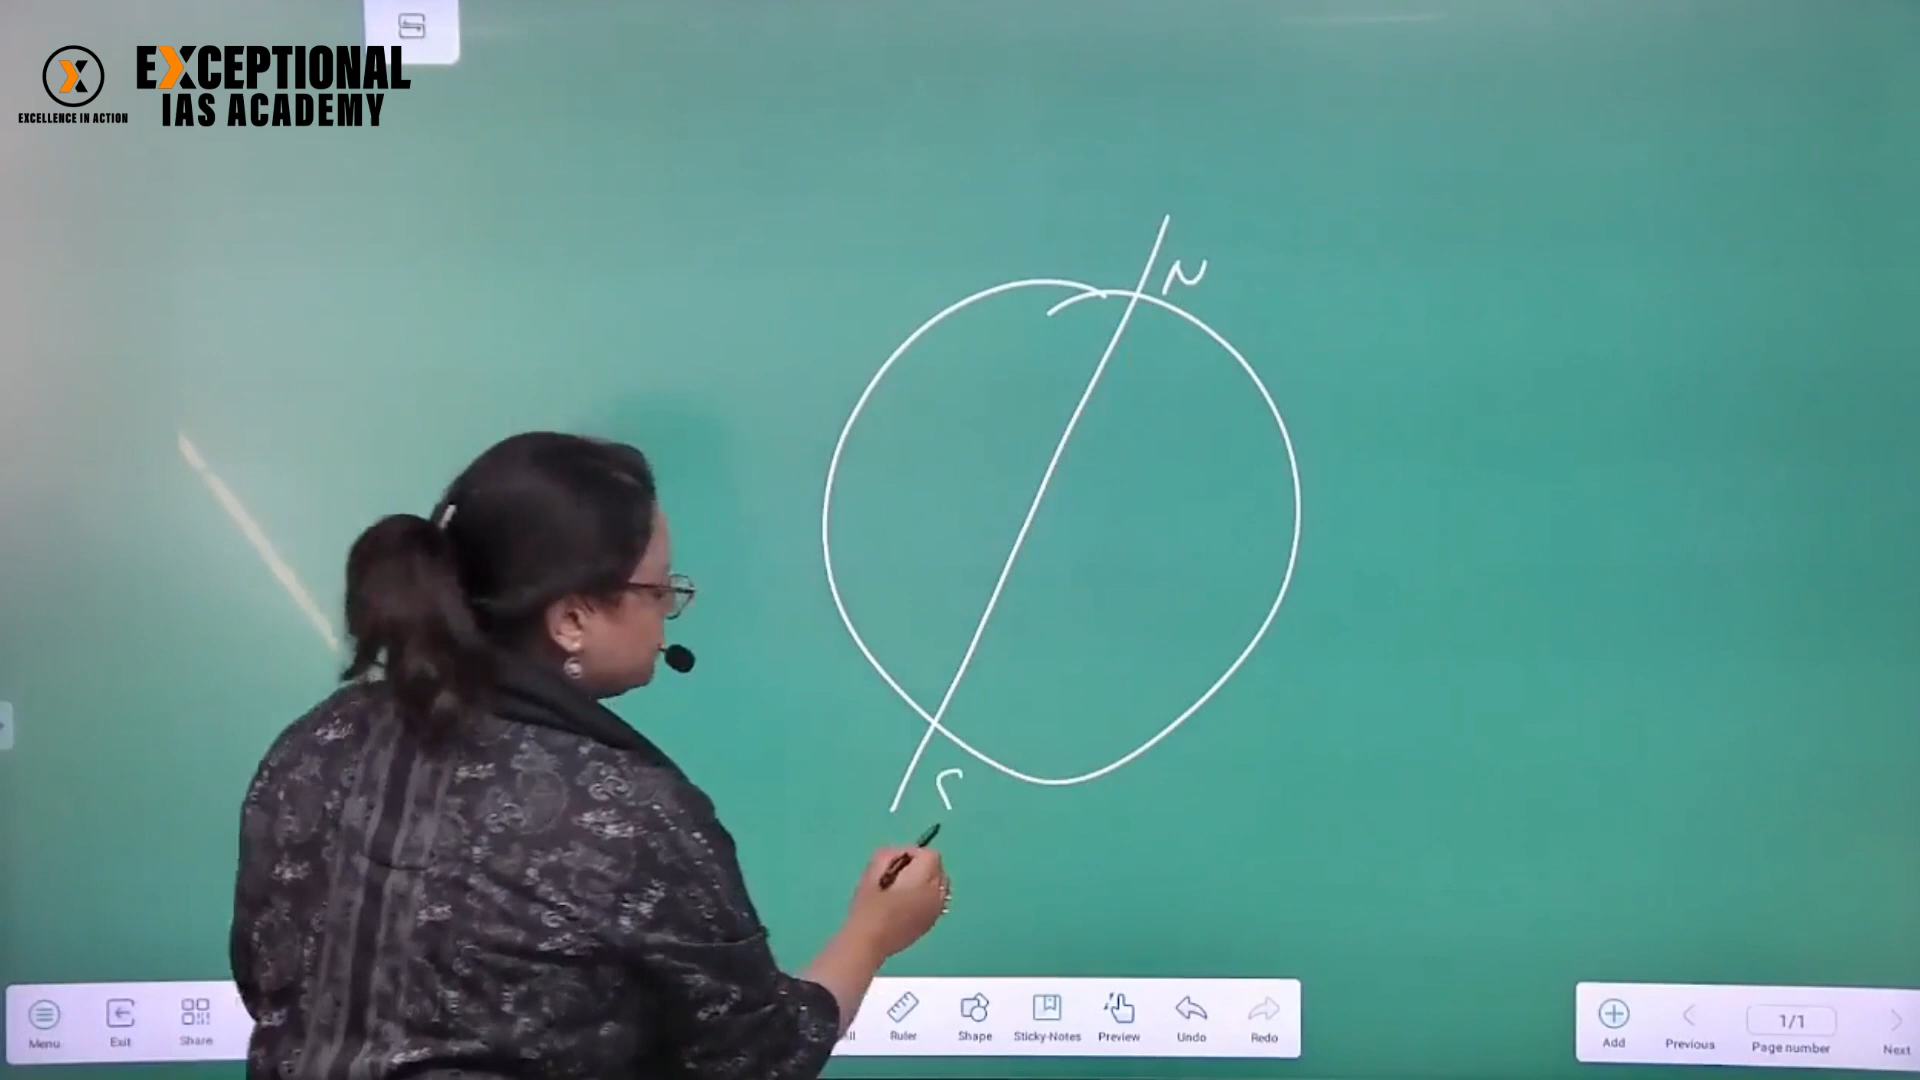 EXCEPTIONAL
IAS ACADEMY
EXCELLENCE IN ACTION
N
Menu
Exit
Share
Ruler
Shape
Sticky-Notes
Preview
Undo
Redo
Add
Previous
1/1
Page number
Next